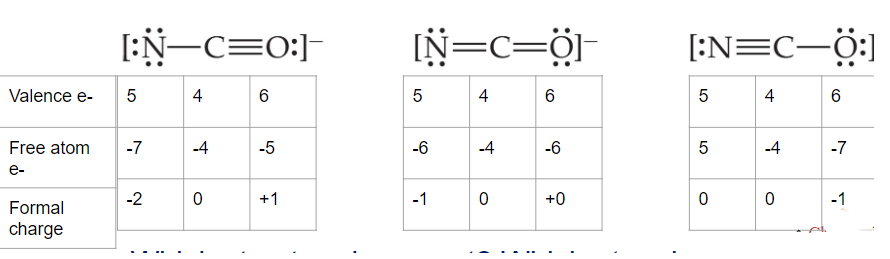 [:N̈—C≡O:]⁻ [N̈=C=Ö]⁻ [:N≡C—Ö:]
Valence e- 5 4 6 5 4 6 5 4 6
Free atom e- -7 -4 -5 -6 -4 -6 5 -4 -7
Formal charge -2 0 +1 -1 0 +0 0 0 -1